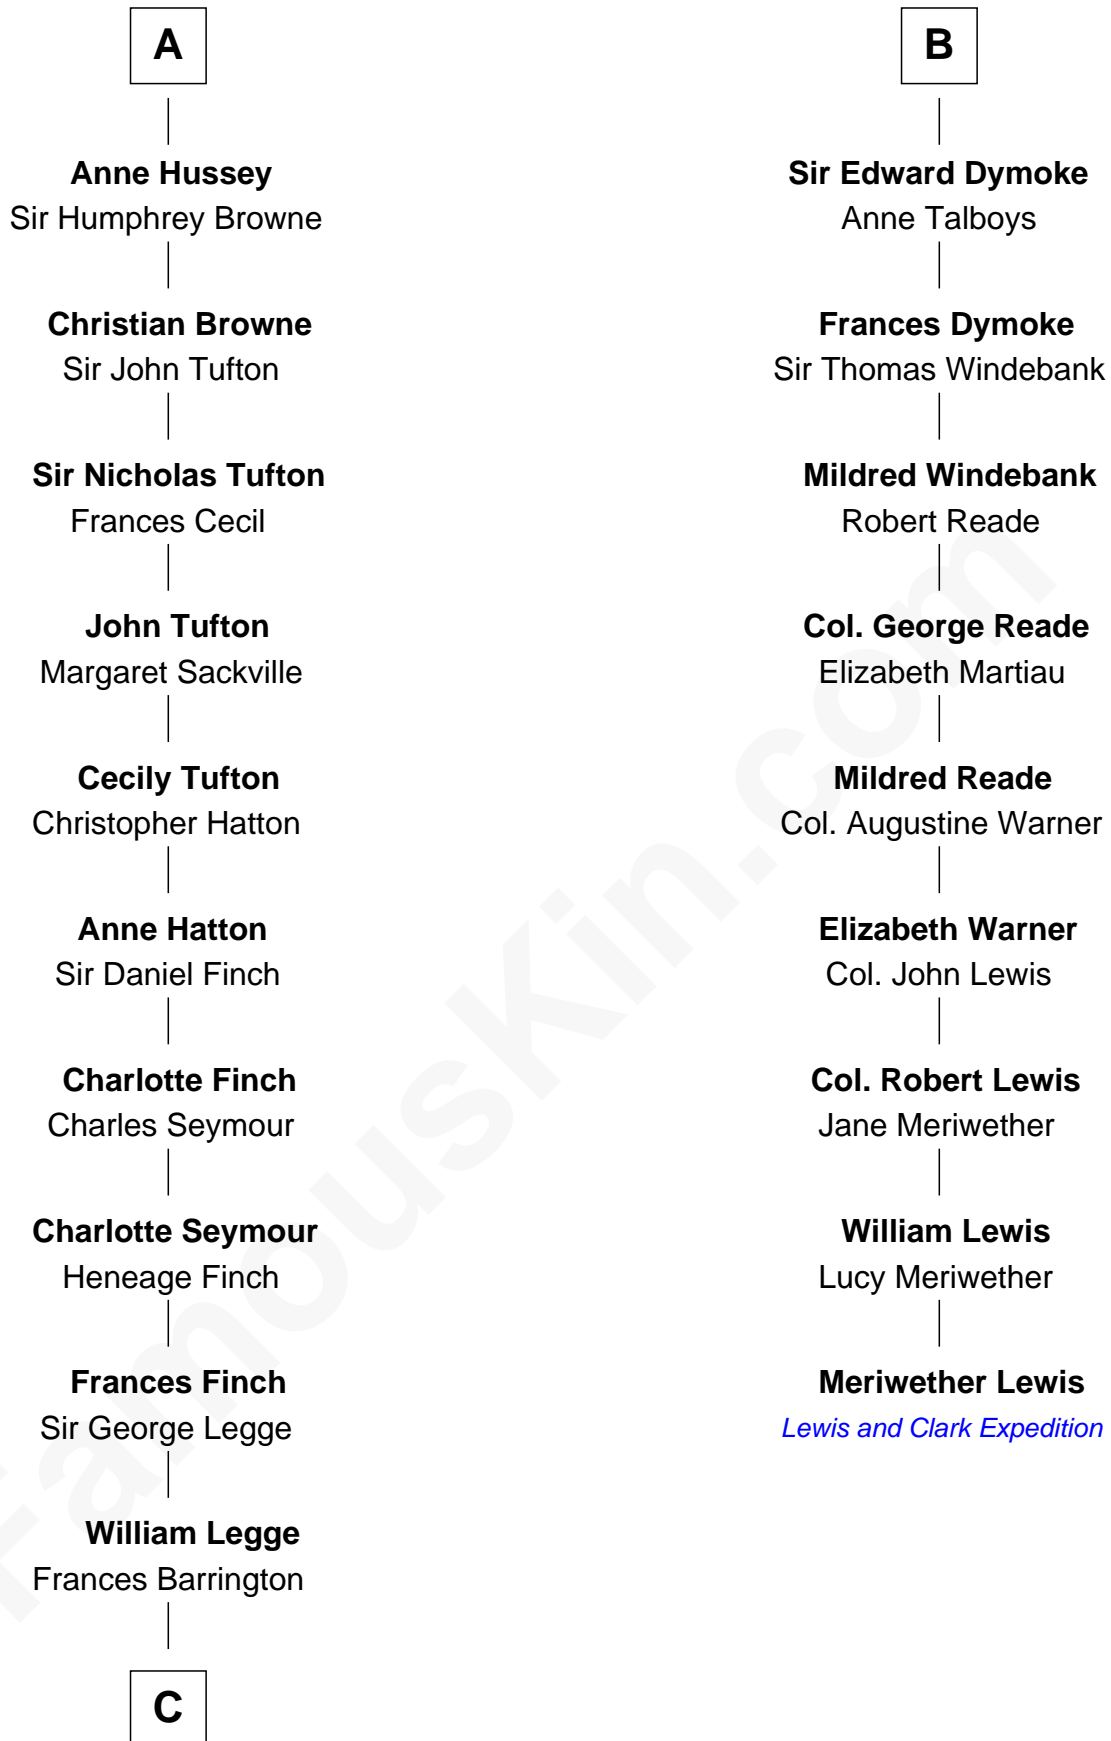 A
Anne Hussey
Sir Humphrey Browne
Christian Browne
Sir John Tufton
Sir Nicholas Tufton
Frances Cecil
John Tufton
Margaret Sackville
Cecily Tufton
Christopher Hatton
Anne Hatton
Sir Daniel Finch
Charlotte Finch
Charles Seymour
Charlotte Seymour
Heneage Finch
Frances Finch
Sir George Legge
William Legge
Frances Barrington
C
B
Sir Edward Dymoke
Anne Talboys
Frances Dymoke
Sir Thomas Windebank
Mildred Windebank
Robert Reade
Col. George Reade
Elizabeth Martiau
Mildred Reade
Col. Augustine Warner
Elizabeth Warner
Col. John Lewis
Col. Robert Lewis
Jane Meriwether
William Lewis
Lucy Meriwether
Meriwether Lewis
Lewis and Clark Expedition
FamousKin.com